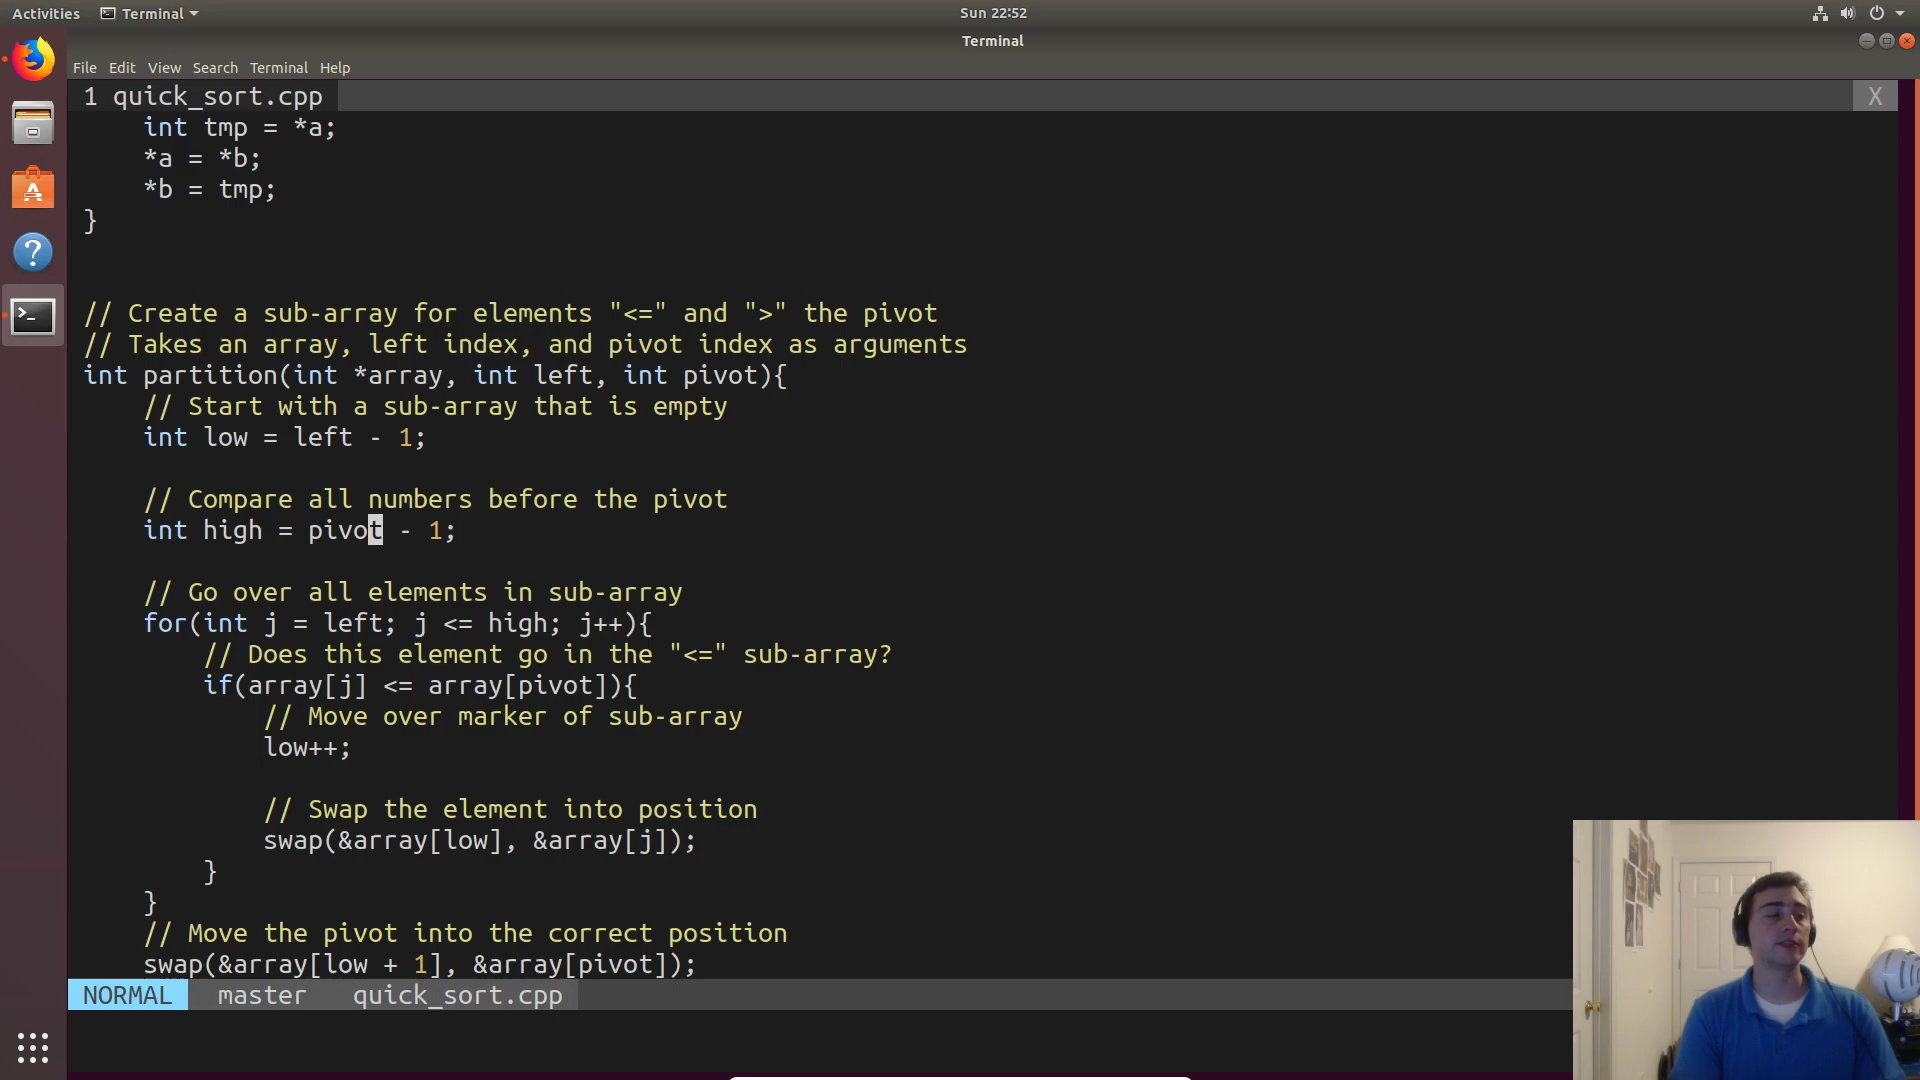 Activities Terminal Sun 22:52
Terminal
File Edit View Search Terminal Help
1 quick_sort.cpp X
int tmp = *a;
*a = *b;
*b = tmp;
}
// Create a sub-array for elements "<=" and ">" the pivot
// Takes an array, left index, and pivot index as arguments
int partition(int *array, int left, int pivot){
// Start with a sub-array that is empty
int low = left - 1;
// Compare all numbers before the pivot
int high = pivot - 1;
// Go over all elements in sub-array
for(int j = left; j <= high; j++){
// Does this element go in the "<=" sub-array?
if(array[j] <= array[pivot]){
// Move over marker of sub-array
low++;
// Swap the element into position
swap(&array[low], &array[j]);
}
}
// Move the pivot into the correct position
swap(&array[low + 1], &array[pivot]);
NORMAL master quick_sort.cpp